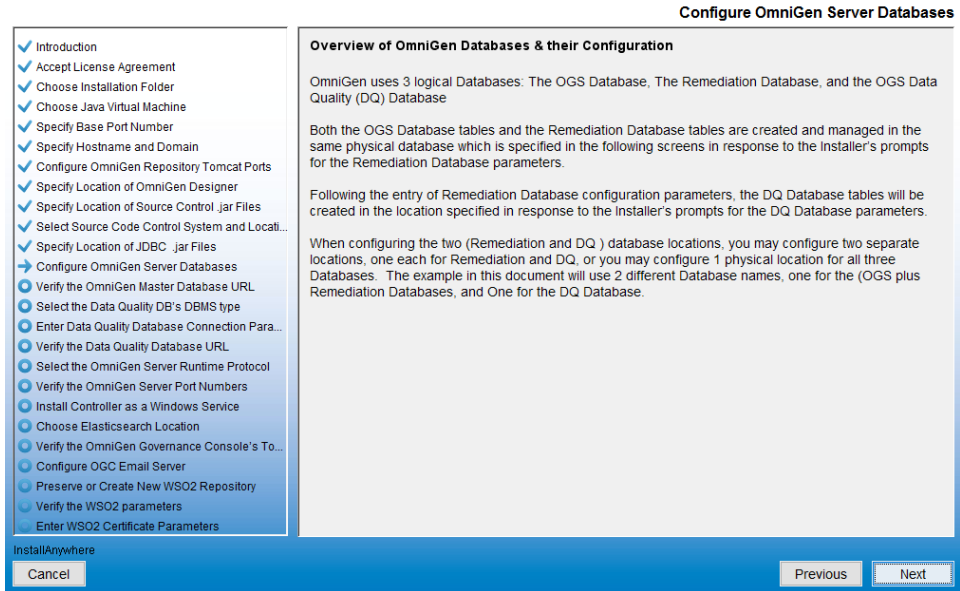 Configure OmniGen Server Databases
Introduction
Accept License Agreement
Choose Installation Folder
Choose Java Virtual Machine
Specify Base Port Number
Specify Hostname and Domain
Configure OmniGen Repository Tomcat Ports
Specify Location of OmniGen Designer
Specify Location of Source Control .jar Files
Select Source Code Control System and Locati...
Specify Location of JDBC .jar Files
Configure OmniGen Server Databases
Verify the OmniGen Master Database URL
Select the Data Quality DB's DBMS type
Enter Data Quality Database Connection Para...
Verify the Data Quality Database URL
Select the OmniGen Server Runtime Protocol
Verify the OmniGen Server Port Numbers
Install Controller as a Windows Service
Choose Elasticsearch Location
Verify the OmniGen Governance Console's To...
Configure OGC Email Server
Preserve or Create New WSO2 Repository
Verify the WSO2 parameters
Enter WSO2 Certificate Parameters
Overview of OmniGen Databases & their Configuration
OmniGen uses 3 logical Databases: The OGS Database, The Remediation Database, and the OGS Data
Quality (DQ) Database
Both the OGS Database tables and the Remediation Database tables are created and managed in the
same physical database which is specified in the following screens in response to the Installer's prompts
for the Remediation Database parameters.
Following the entry of Remediation Database configuration parameters, the DQ Database tables will be
created in the location specified in response to the Installer's prompts for the DQ Database parameters.
When configuring the two (Remediation and DQ ) database locations, you may configure two separate
locations, one each for Remediation and DQ, or you may configure 1 physical location for all three
Databases. The example in this document will use 2 different Database names, one for the (OGS plus
Remediation Databases, and One for the DQ Database.
InstallAnywhere
Cancel
Previous
Next